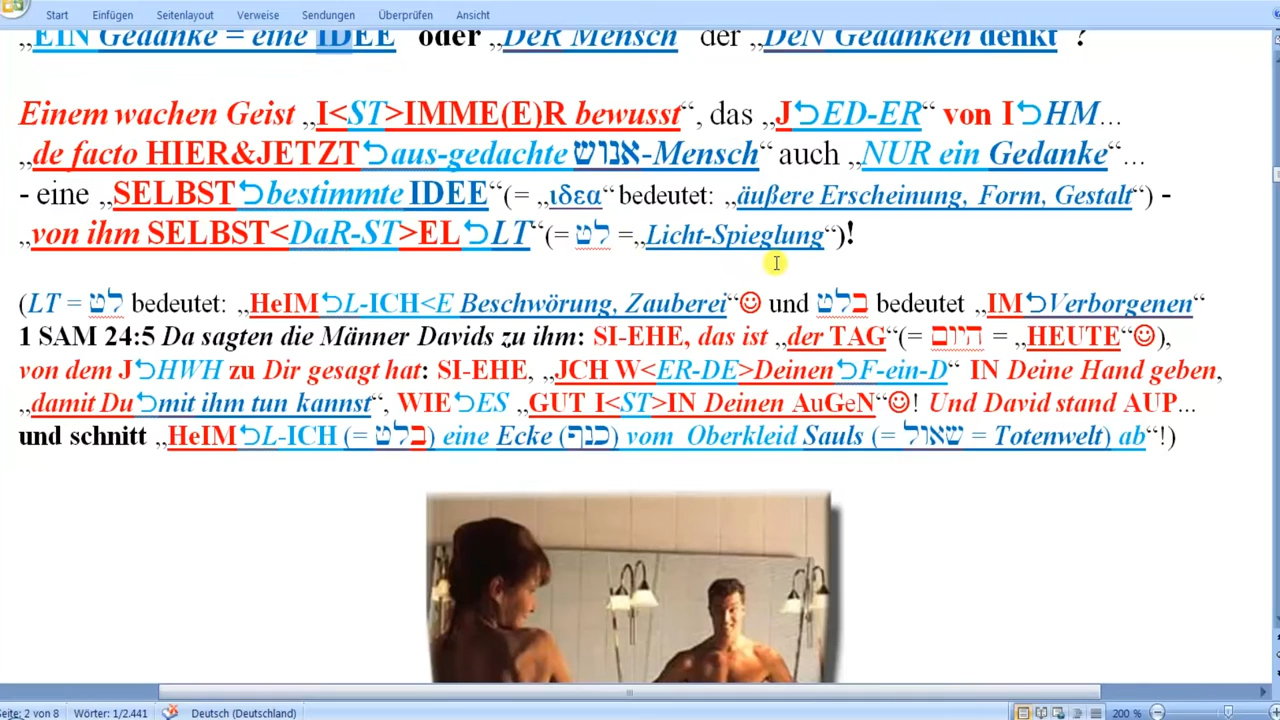 Start Einfügen Seitenlayout Verweise Sendungen Überprüfen Ansicht
„EIN Gedanke = eine IDEE“ oder „DeR Mensch“ der „DeN Gedanken denkt“?
Einem wachen Geist „I<ST>IMME(E)R bewusst“, das „J⮌ED-ER“ von I⮌HM…
„de facto HIER&JETZT⮌aus-gedachte אנוש-Mensch“ auch „NUR ein Gedanke“…
- eine „SELBST⮌bestimmte IDEE“(= „ιδεα“ bedeutet: „äußere Erscheinung, Form, Gestalt“) -
„von ihm SELBST<DaR-ST>EL⮌LT“(= לט =„Licht-Spieglung“)!
(LT = לט bedeutet: „HeIM⮌L-ICH<E Beschwörung, Zauberei“☺ und בלט bedeutet „IM⮌Verborgenen“
1 SAM 24:5 Da sagten die Männer Davids zu ihm: SI-EHE, das ist „der TAG“(= היום = „HEUTE“☺),
von dem J⮌HWH zu Dir gesagt hat: SI-EHE, „JCH W<ER-DE>Deinen⮌F-ein-D“ IN Deine Hand geben,
„damit Du⮌mit ihm tun kannst“, WIE⮌ES „GUT I<ST>IN Deinen AuGeN“☺! Und David stand AUP...
und schnitt „HeIM⮌L-ICH (= בלט) eine Ecke (כנף) vom Oberkleid Sauls (= שאול = Totenwelt) ab“!)
Seite: 2 von 8 Wörter: 1/2.441 Deutsch (Deutschland) 200 %